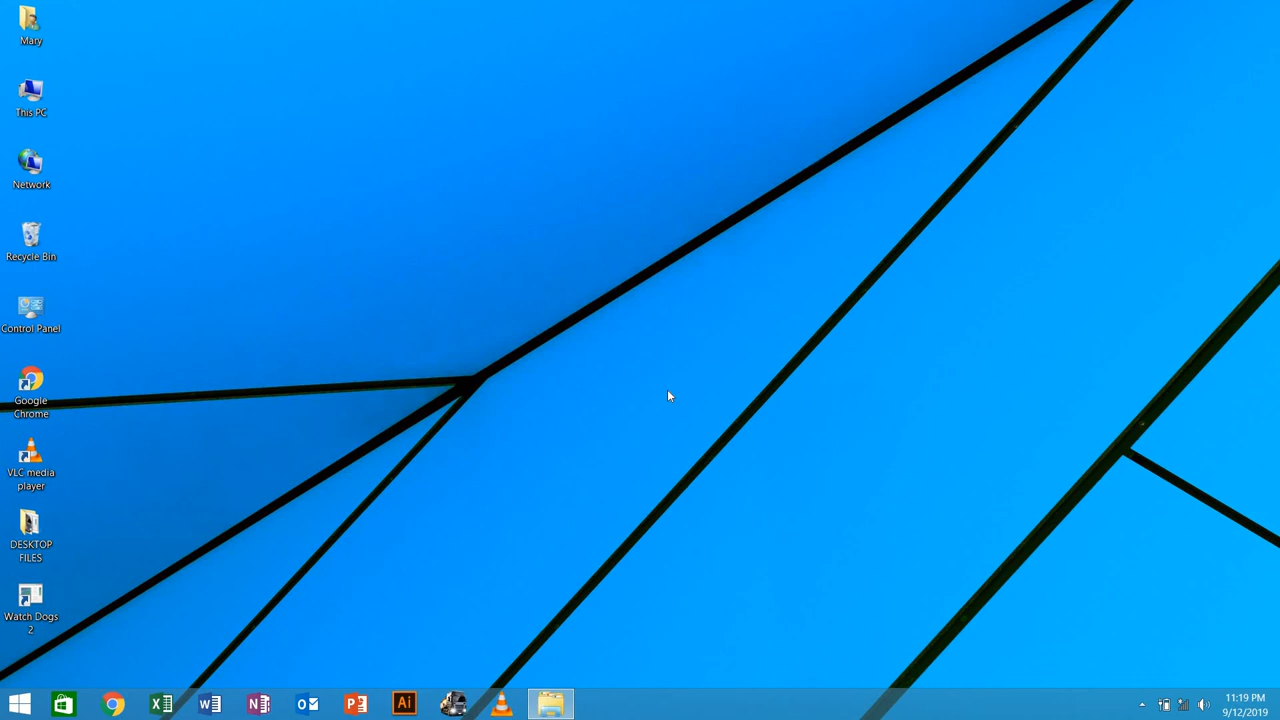 Mary
This PC
Network
Recycle Bin
Control Panel
Google
Chrome
VLC media
player
DESKTOP
FILES
Watch Dogs
2
Ai
11:19 PM
9/12/2019